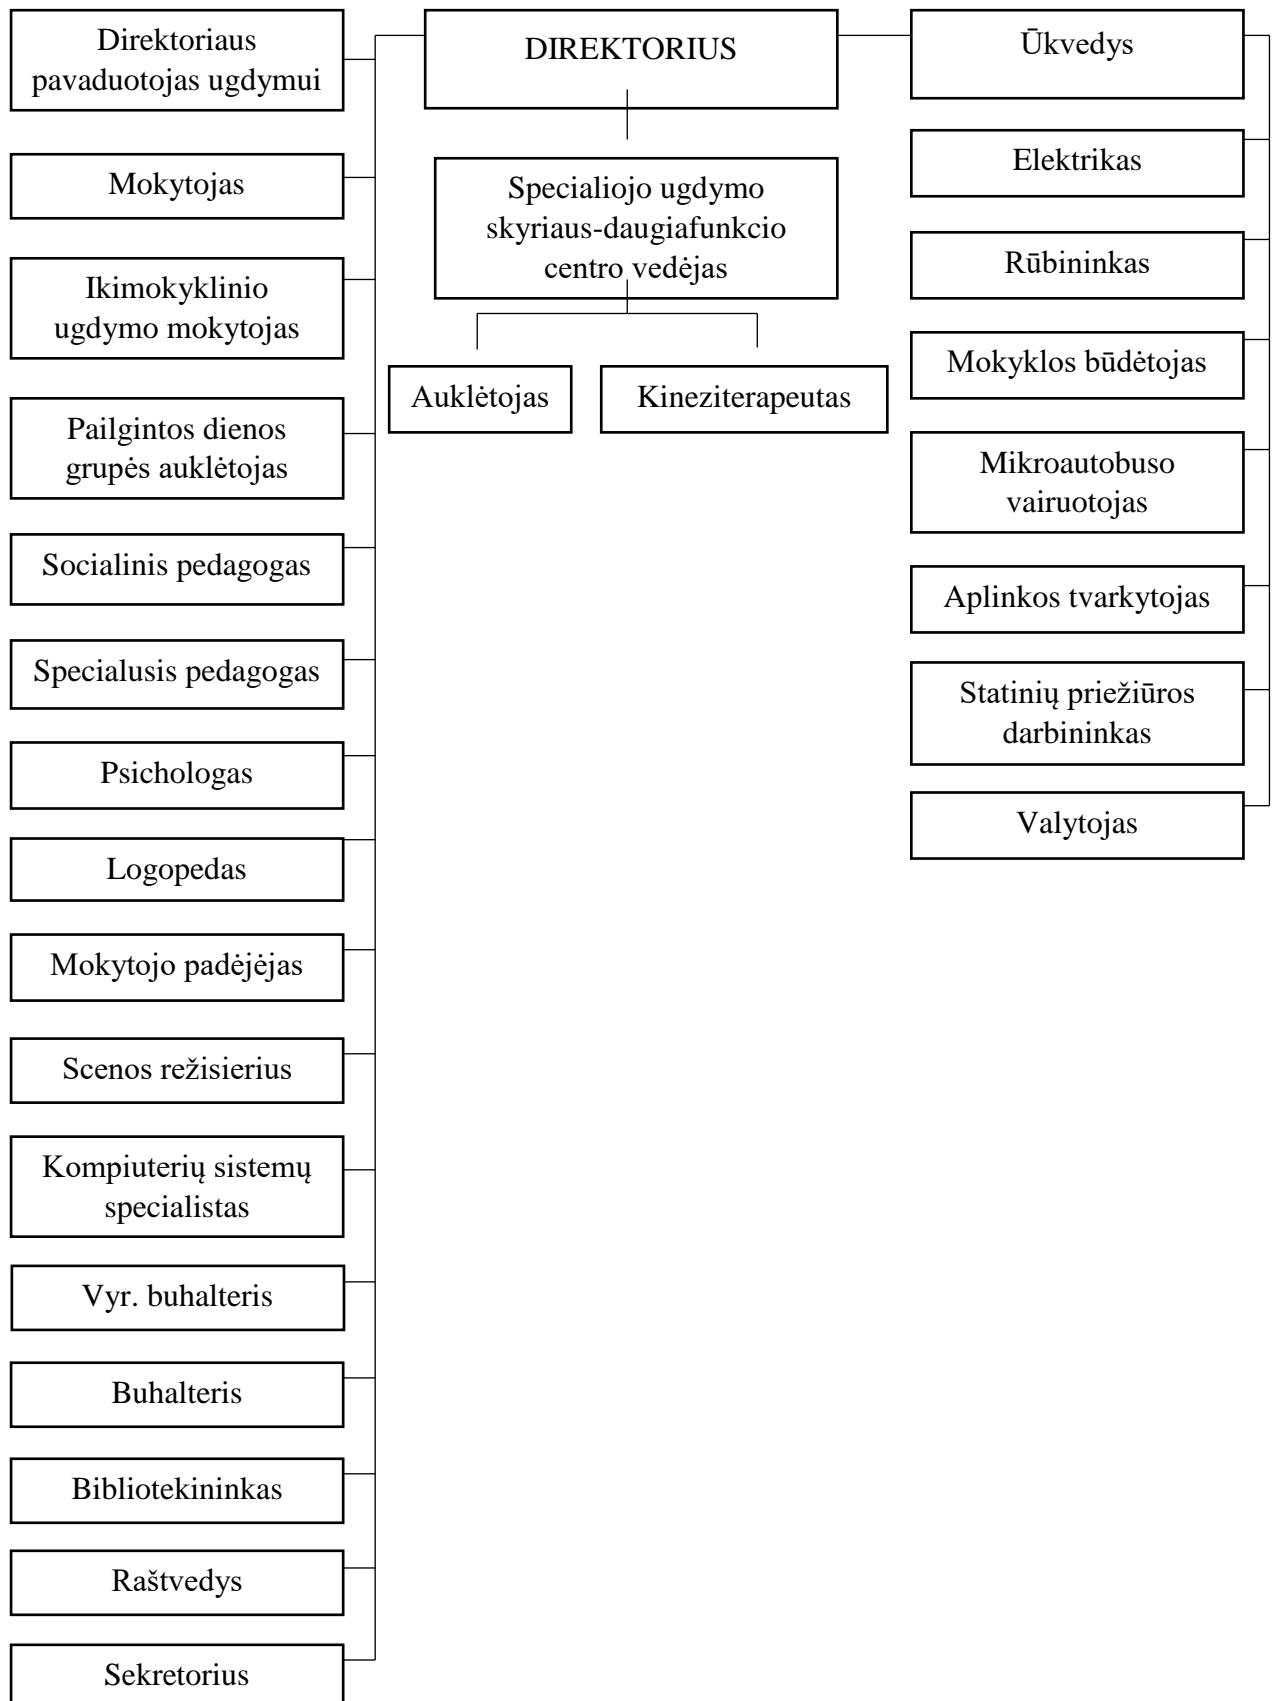 Direktoriaus
pavaduotojas ugdymui
Mokytojas
Ikimokyklinio
ugdymo mokytojas
Pailgintos dienos
grupės auklėtojas
Socialinis pedagogas
Specialusis pedagogas
Psichologas
Logopedas
Mokytojo padėjėjas
Scenos režisierius
Kompiuterių sistemų
specialistas
Vyr. buhalteris
Buhalteris
Bibliotekininkas
Raštvedys
Sekretorius
DIREKTORIUS
Specialiojo ugdymo
skyriaus-daugiafunkcio
centro vedėjas
Auklėtojas
Kineziterapeutas
Ūkvedys
Elektrikas
Rūbininkas
Mokyklos būdėtojas
Mikroautobuso
vairuotojas
Aplinkos tvarkytojas
Statinių priežiūros
darbininkas
Valytojas